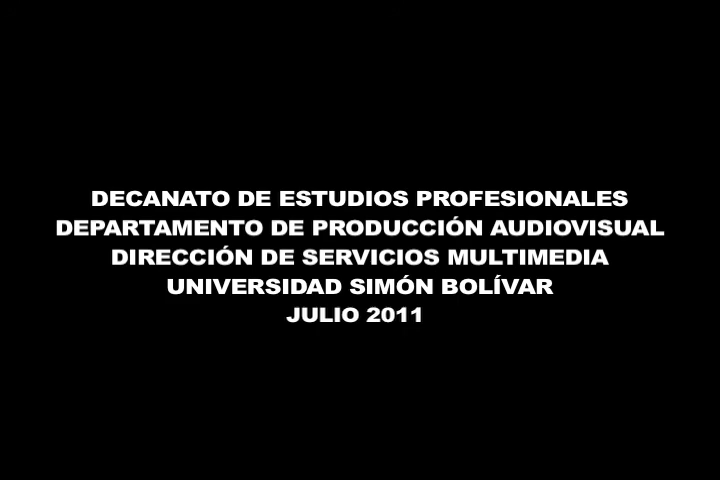 DECANATO DE ESTUDIOS PROFESIONALES
DEPARTAMENTO DE PRODUCCIÓN AUDIOVISUAL
DIRECCIÓN DE SERVICIOS MULTIMEDIA
UNIVERSIDAD SIMÓN BOLÍVAR
JULIO 2011